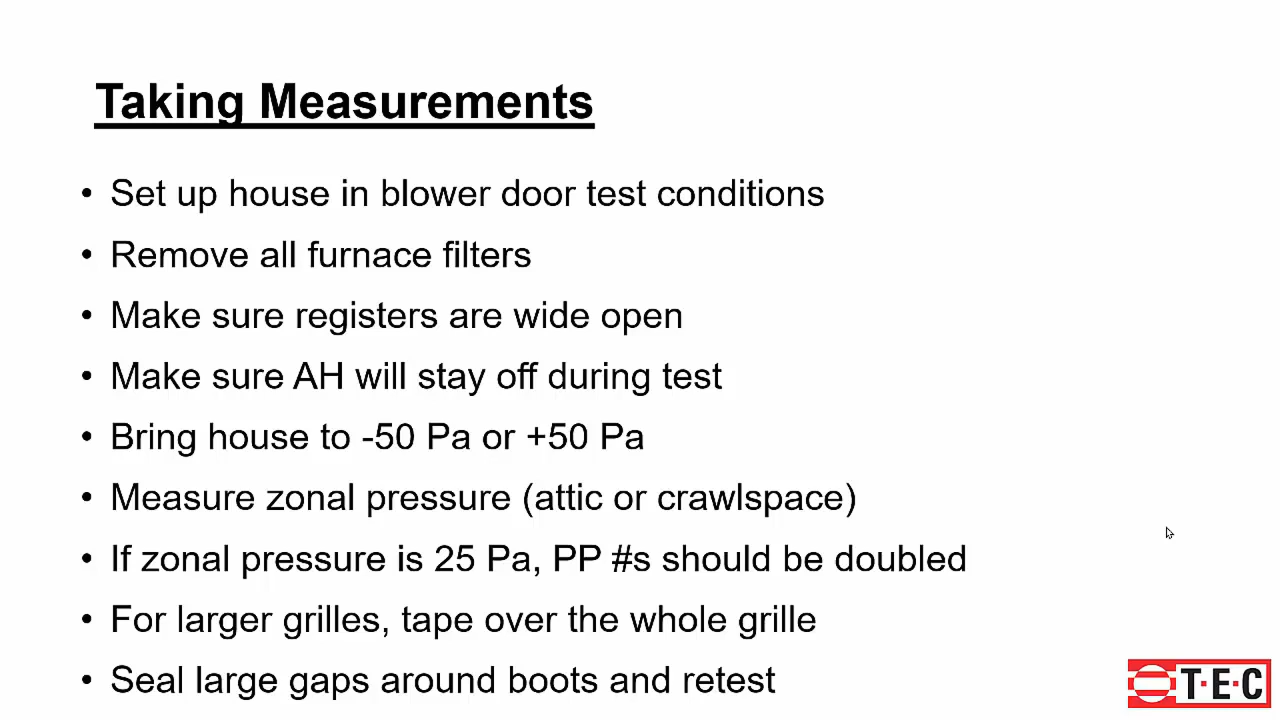 Taking Measurements
• Set up house in blower door test conditions
• Remove all furnace filters
• Make sure registers are wide open
• Make sure AH will stay off during test
• Bring house to -50 Pa or +50 Pa
• Measure zonal pressure (attic or crawlspace)
• If zonal pressure is 25 Pa, PP #s should be doubled
• For larger grilles, tape over the whole grille
• Seal large gaps around boots and retest
T·E·C